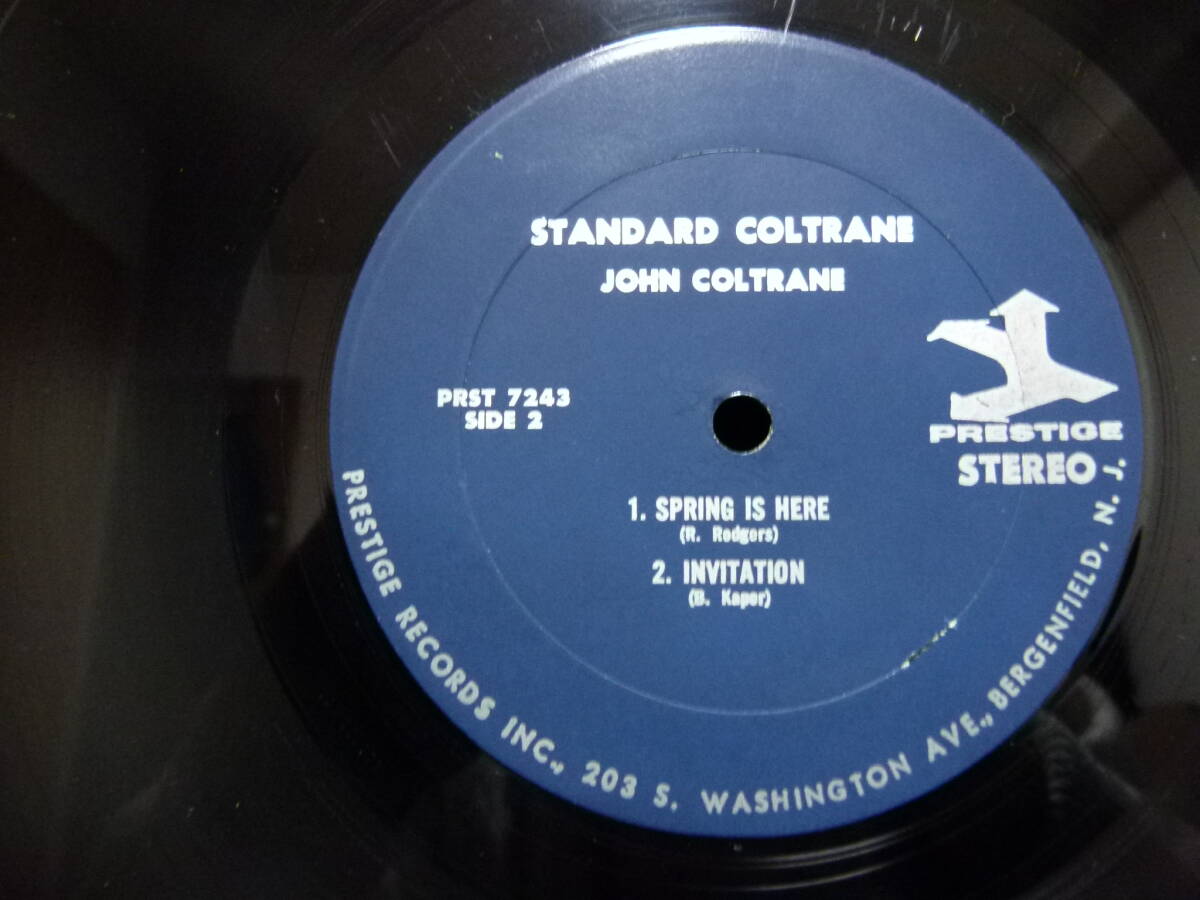 STANDARD COLTRANE
JOHN COLTRANE
PRST 7243
SIDE 2
PRESTIGE
STEREO
1. SPRING IS HERE
(R. Rodgers)
2. INVITATION
(B. Kaper)
PRESTIGE RECORDS INC., 203 S. WASHINGTON AVE., BERGENFIELD, N. J.